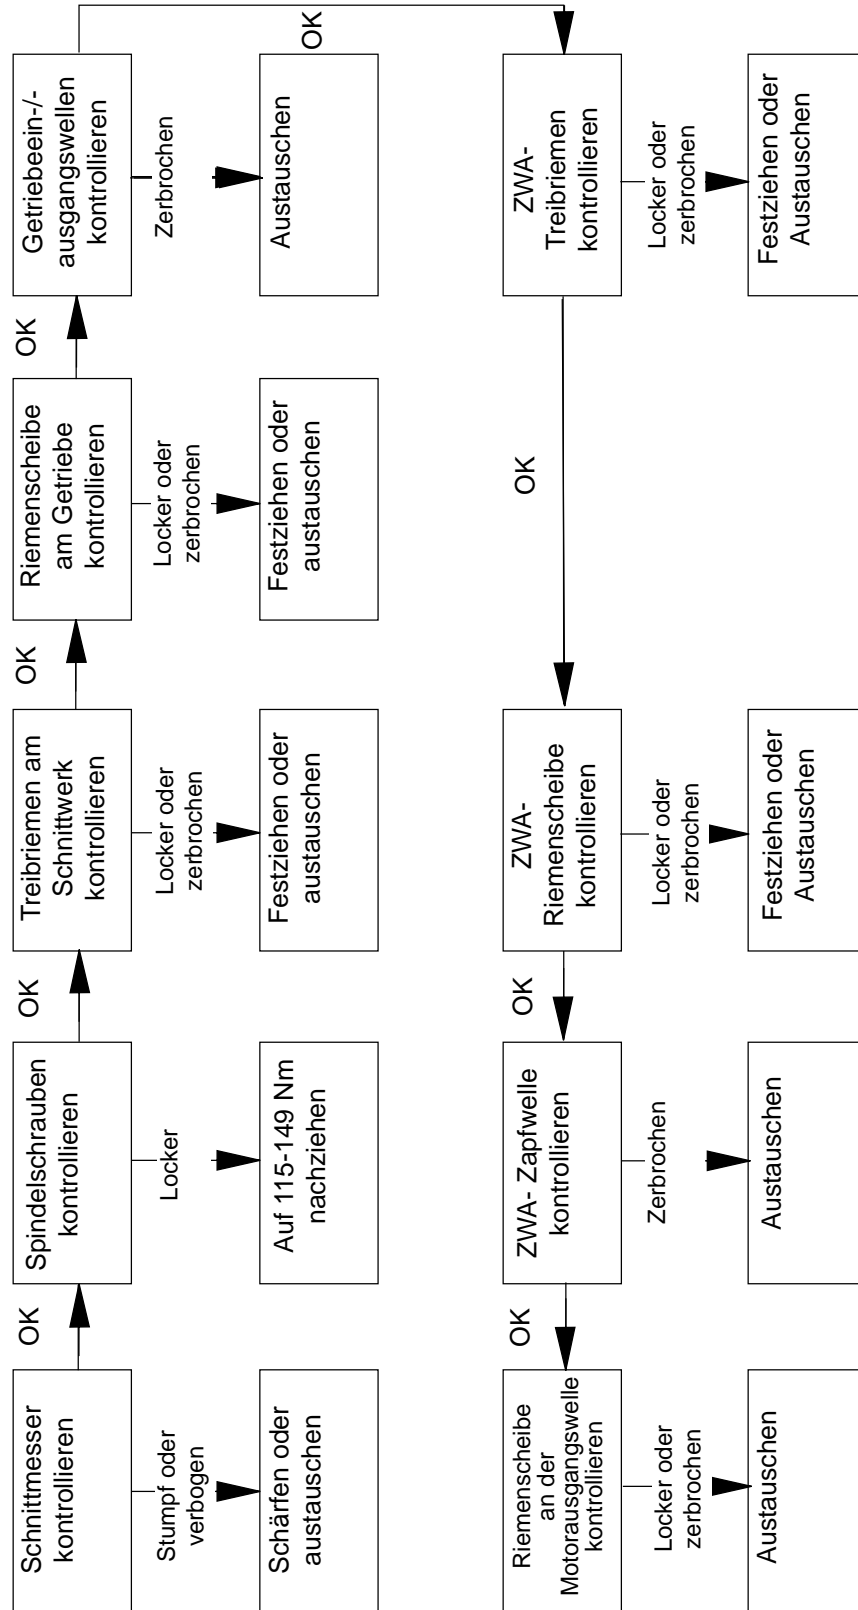 Schnittmesser
kontrollieren
OK
Spindelschrauben
kontrollieren
OK
Treibriemen am
Schnittwerk
kontrollieren
OK
Riemenscheibe
am Getriebe
kontrollieren
OK
Getriebeein-/-
ausgangswellen
kontrollieren
OK
Stumpf oder
verbogen
Locker
Locker oder
zerbrochen
Locker oder
zerbrochen
Zerbrochen
Schärfen oder
austauschen
Auf 115-149 Nm
nachziehen
Festziehen oder
austauschen
Festziehen oder
austauschen
Austauschen
Riemenscheibe
an der
Motorausgangswelle
kontrollieren
OK
ZWA- Zapfwelle
kontrollieren
OK
ZWA-
Riemenscheibe
kontrollieren
OK
ZWA-
Treibriemen
kontrollieren
Locker oder
zerbrochen
Zerbrochen
Locker oder
zerbrochen
Locker oder
zerbrochen
Austauschen
Austauschen
Festziehen oder
Austauschen
Festziehen oder
Austauschen